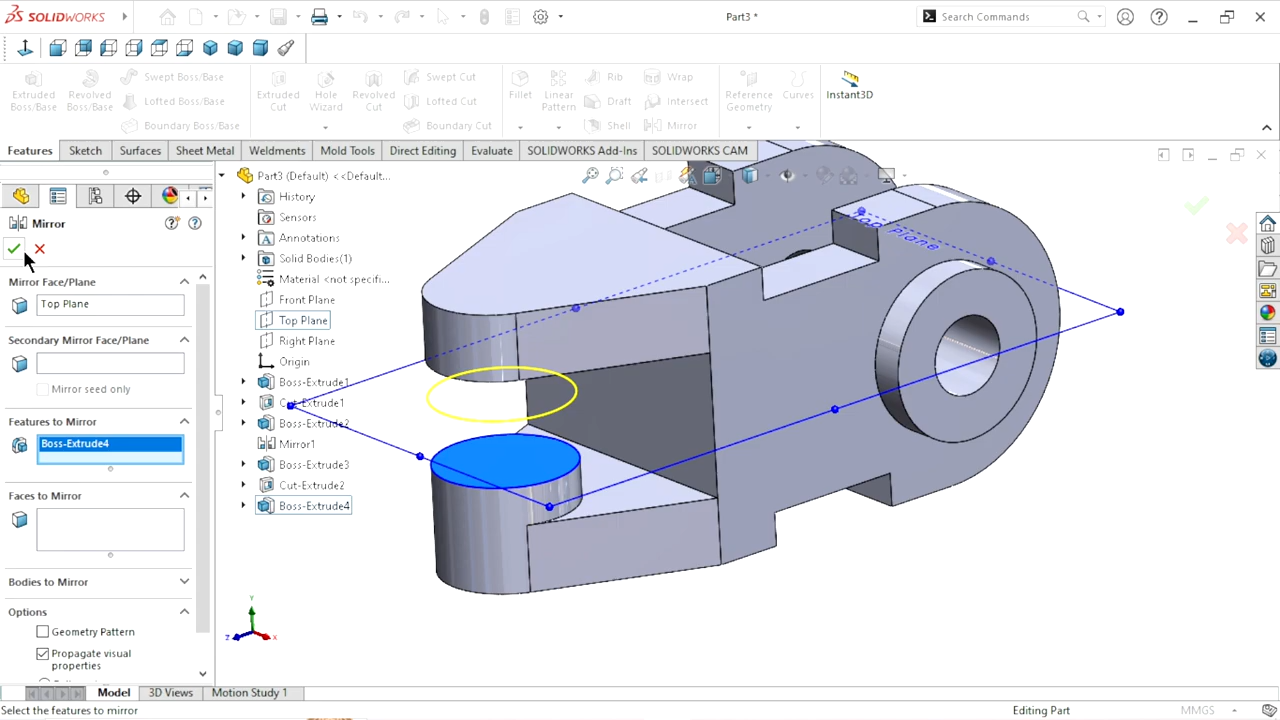 SOLIDWORKS
Part3 *
Search Commands
Extruded Boss/Base
Revolved Boss/Base
Swept Boss/Base
Lofted Boss/Base
Boundary Boss/Base
Extruded Cut
Hole Wizard
Revolved Cut
Swept Cut
Lofted Cut
Boundary Cut
Fillet
Linear Pattern
Rib
Draft
Shell
Wrap
Intersect
Mirror
Reference Geometry
Curves
Instant3D
Features
Sketch
Surfaces
Sheet Metal
Weldments
Mold Tools
Direct Editing
Evaluate
SOLIDWORKS Add-Ins
SOLIDWORKS CAM
Mirror
Mirror Face/Plane
Top Plane
Secondary Mirror Face/Plane
Mirror seed only
Features to Mirror
Boss-Extrude4
Faces to Mirror
Bodies to Mirror
Options
Geometry Pattern
Propagate visual
properties
Part3 (Default) <<Default...
History
Sensors
Annotations
Solid Bodies(1)
Material <not specifi...
Front Plane
Top Plane
Right Plane
Origin
Boss-Extrude1
Cut-Extrude1
Boss-Extrude2
Mirror1
Boss-Extrude3
Cut-Extrude2
Boss-Extrude4
Top Plane
Y
Z
X
Model
3D Views
Motion Study 1
Select the features to mirror
Editing Part
MMGS